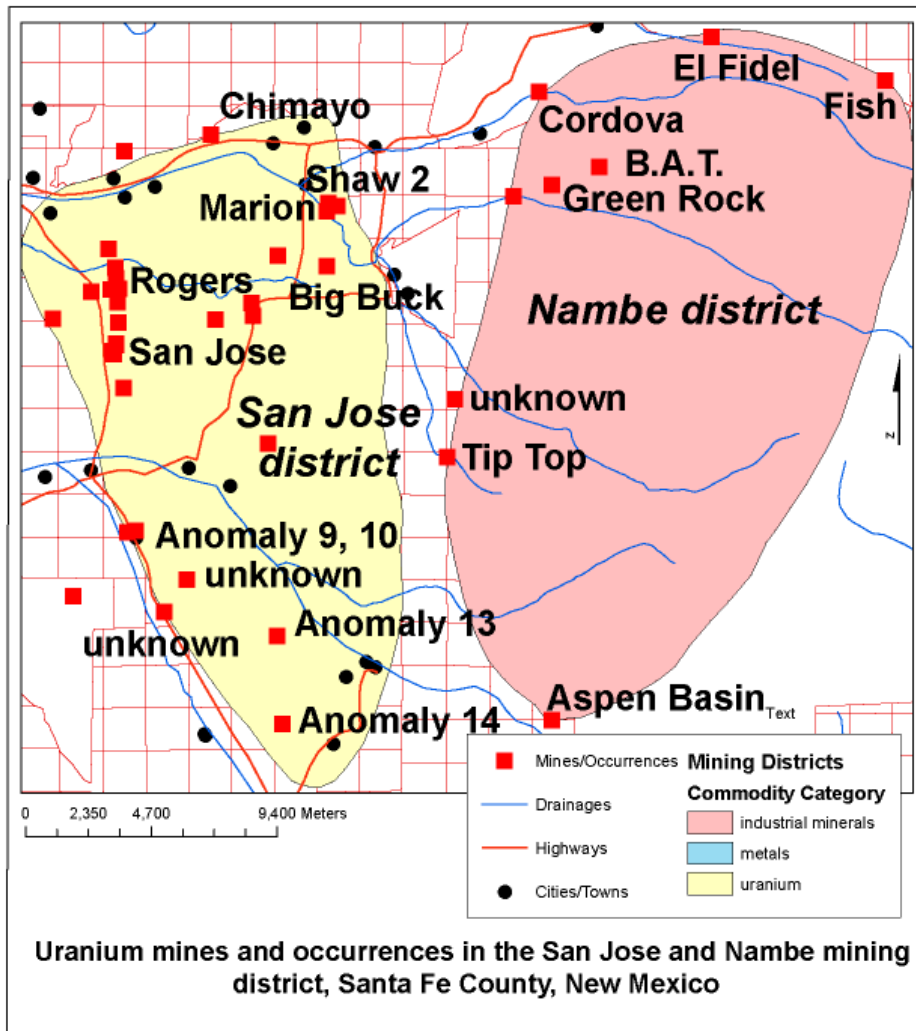 El Fidel
Fish
Chimayo
Cordova
B.A.T.
Shaw 2
Green Rock
Marion
Rogers
Big Buck
Nambe district
San Jose
unknown
San Jose
district
Tip Top
Anomaly 9, 10
unknown
Anomaly 13
unknown
Aspen Basin
Text
Anomaly 14
z
0 2,350 4,700 9,400 Meters
Mines/Occurrences
Drainages
Highways
Cities/Towns
Mining Districts
Commodity Category
industrial minerals
metals
uranium
Uranium mines and occurrences in the San Jose and Nambe mining
district, Santa Fe County, New Mexico